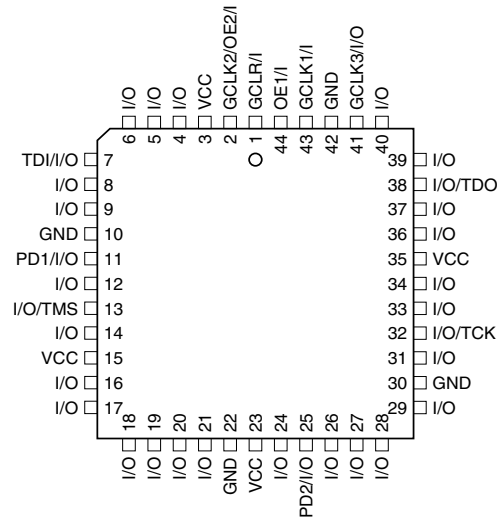 I/O
I/O
I/O
VCC
GCLK2/OE2/I
GCLR/I
OE1/I
GCLK1/I
GND
GCLK3/I/O
I/O
6
5
4
3
2
1
44
43
42
41
40
TDI/I/O 7
I/O 8
I/O 9
GND 10
PD1/I/O 11
I/O 12
I/O/TMS 13
I/O 14
VCC 15
I/O 16
I/O 17
39 I/O
38 I/O/TDO
37 I/O
36 I/O
35 VCC
34 I/O
33 I/O
32 I/O/TCK
31 I/O
30 GND
29 I/O
18
19
20
21
22
23
24
25
26
27
28
I/O
I/O
I/O
I/O
GND
VCC
I/O
PD2/I/O
I/O
I/O
I/O